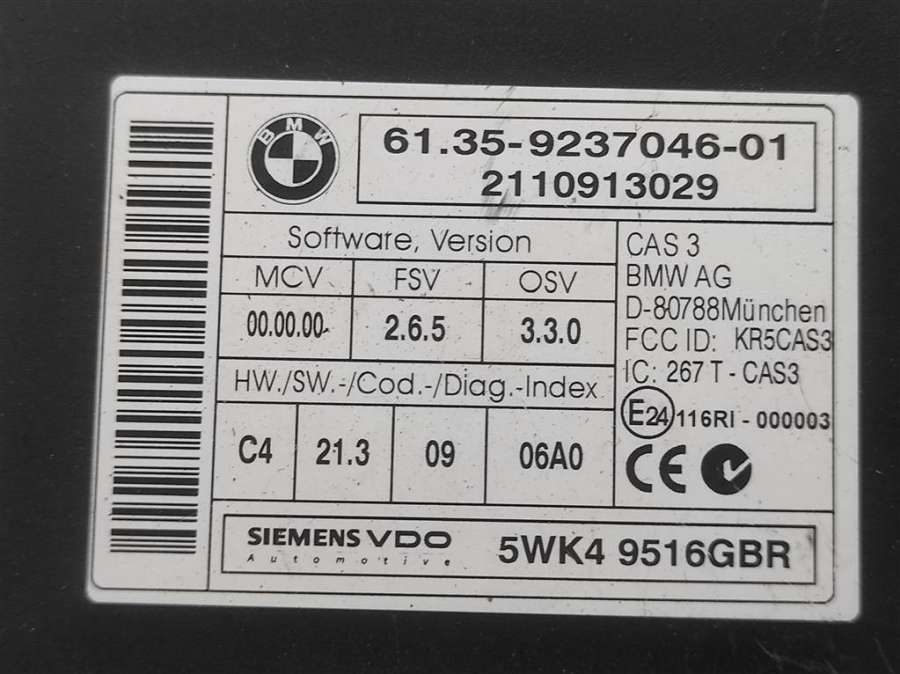 BMW
61.35-9237046-01
2110913029
Software, Version
MCV FSV OSV
00.00.00 2.6.5 3.3.0
HW./SW.-/Cod.-/Diag.-Index
C4 21.3 09 06A0
CAS 3
BMW AG
D-80788München
FCC ID: KR5CAS3
IC: 267 T - CAS3
E24 116RI - 000003
CE
SIEMENS VDO
Automotive
5WK4 9516GBR